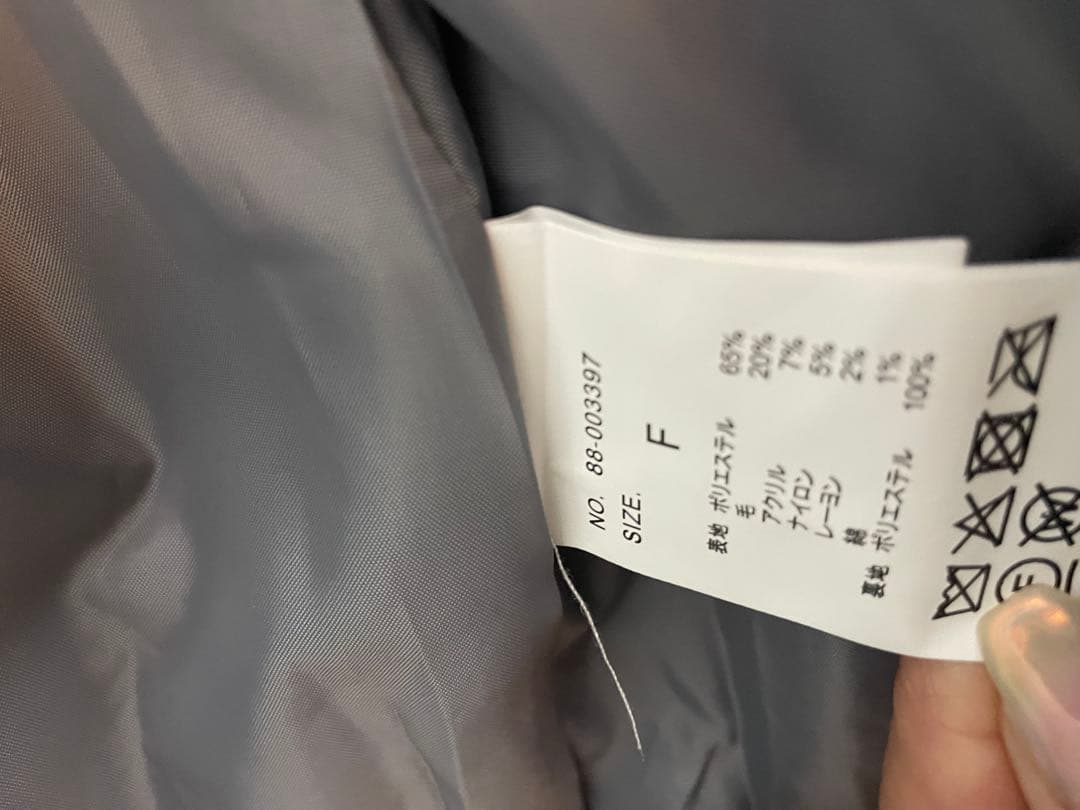 NO. 88-003397
SIZE. F
表地 ポリエステル 65%
毛 20%
アクリル 7%
ナイロン 5%
レーヨン 2%
綿 1%
裏地 ポリエステル 100%
F